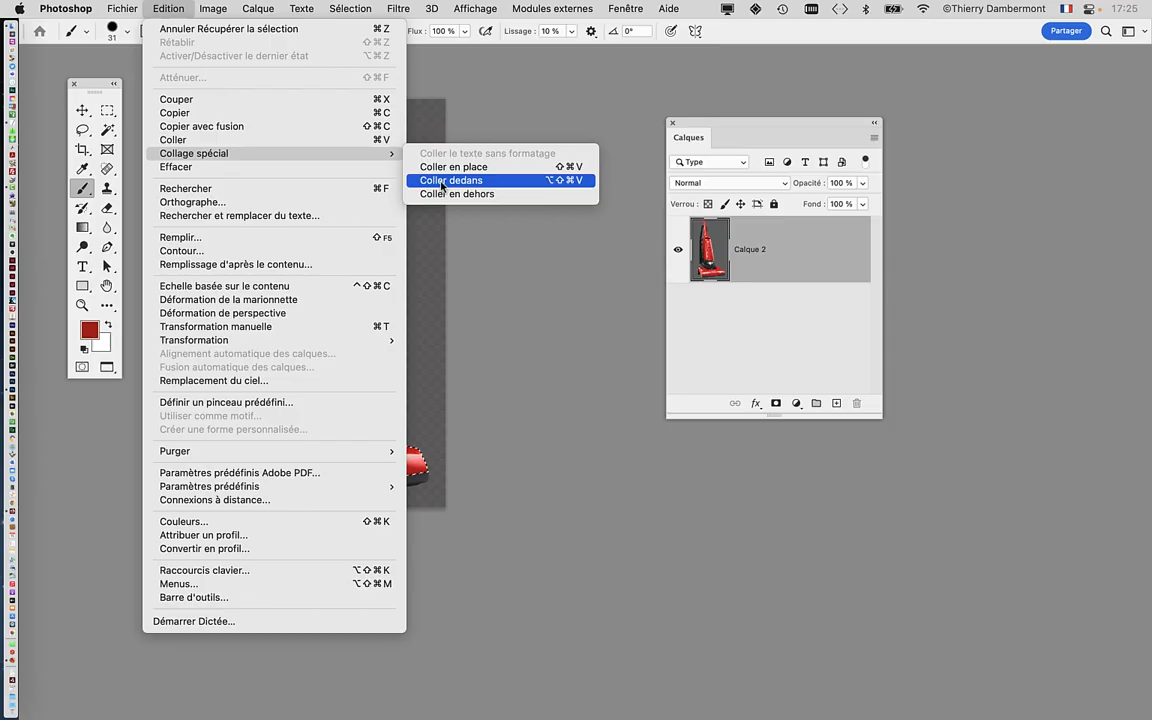 Photoshop Fichier Edition Image Calque Texte Sélection Filtre 3D Affichage Modules externes Fenêtre Aide ©Thierry Dambermont 17:25
31 Flux : 100 % Lissage : 10 % 0° Partager
Annuler Récupérer la sélection ⌘Z
Rétablir ⇧⌘Z
Activer/Désactiver le dernier état ⌥⌘Z
Atténuer... ⇧⌘F
Couper ⌘X
Copier ⌘C
Copier avec fusion ⇧⌘C
Coller ⌘V
Collage spécial >
Effacer
Rechercher ⌘F
Orthographe...
Rechercher et remplacer du texte...
Remplir... ⇧F5
Contour...
Remplissage d'après le contenu...
Echelle basée sur le contenu ^⇧⌘C
Déformation de la marionnette
Déformation de perspective
Transformation manuelle ⌘T
Transformation >
Alignement automatique des calques...
Fusion automatique des calques...
Remplacement du ciel...
Définir un pinceau prédéfini...
Utiliser comme motif...
Créer une forme personnalisée...
Purger >
Paramètres prédéfinis Adobe PDF...
Paramètres prédéfinis >
Connexions à distance...
Couleurs... ⇧⌘K
Attribuer un profil...
Convertir en profil...
Raccourcis clavier... ⌥⇧⌘K
Menus... ⌥⇧⌘M
Barre d'outils...
Démarrer Dictée...
Coller le texte sans formatage
Coller en place ⇧⌘V
Coller dedans ⌥⇧⌘V
Coller en dehors
Calques
Type
Normal Opacité : 100 %
Verrou : Fond : 100 %
Calque 2
fx